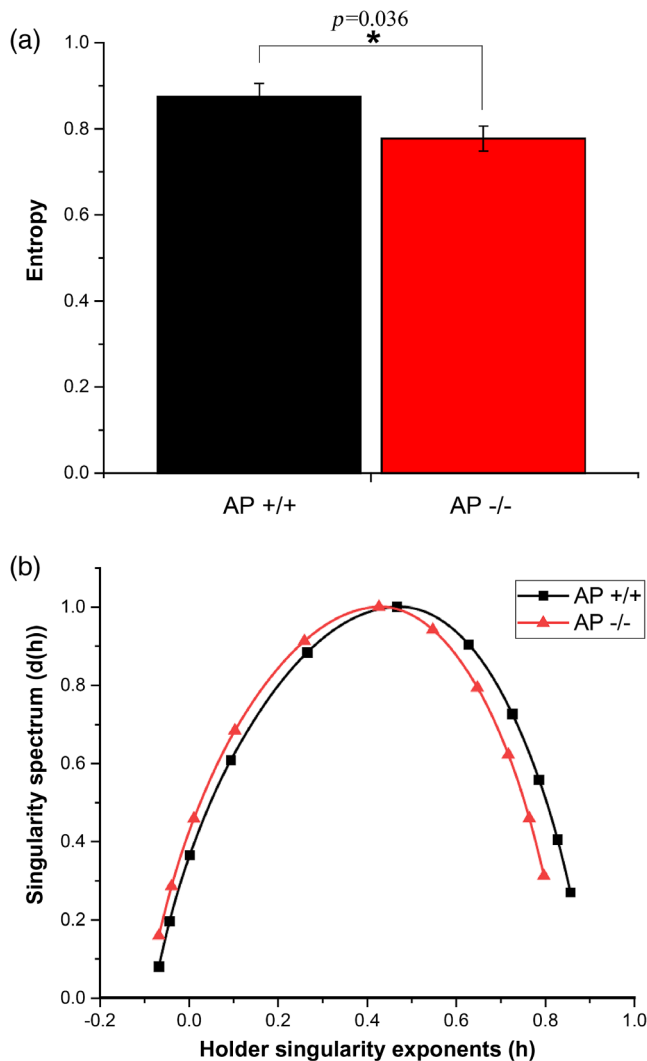 (a)
p=0.036
*
Entropy
1.0
0.8
0.6
0.4
0.2
0.0
AP +/+
AP -/-
(b)
Singularity spectrum (d(h))
1.0
0.8
0.6
0.4
0.2
0.0
AP +/+
AP -/-
-0.2
0.0
0.2
0.4
0.6
0.8
1.0
Holder singularity exponents (h)